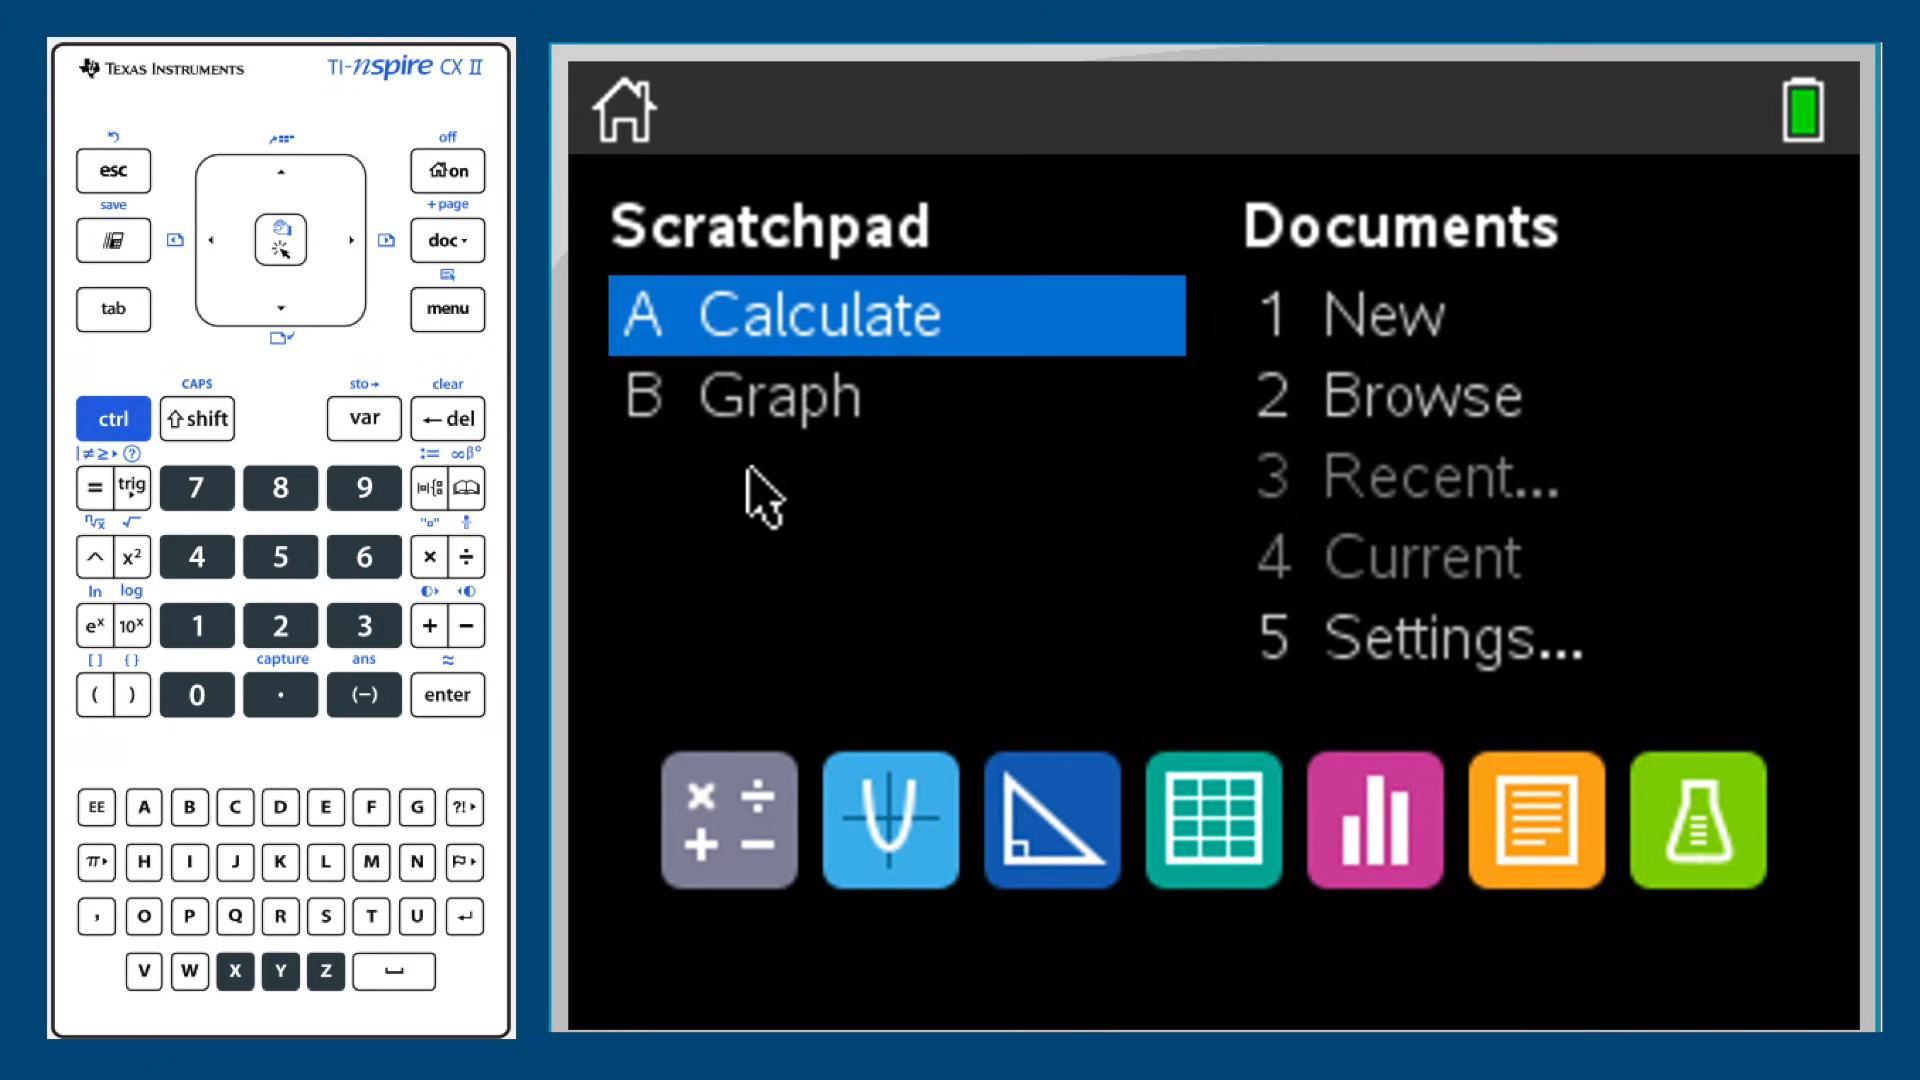 TEXAS INSTRUMENTS
TI-nspire CX II
off
esc
on
save
+ page
doc
tab
menu
CAPS
sto→
clear
ctrl
⇧shift
var
←del
|≠≥▸
?
:=
∞β°
=
trig
7
8
9
ⁿ√x
√
"▫"
^
x²
4
5
6
×
÷
ln
log
eˣ
10ˣ
1
2
3
+
−
[ ]
{ }
capture
ans
≈
(
)
0
.
(−)
enter
EE
A
B
C
D
E
F
G
?!▸
π▸
H
I
J
K
L
M
N
,
O
P
Q
R
S
T
U
↵
V
W
X
Y
Z
Scratchpad
A Calculate
B Graph
Documents
1 New
2 Browse
3 Recent...
4 Current
5 Settings...